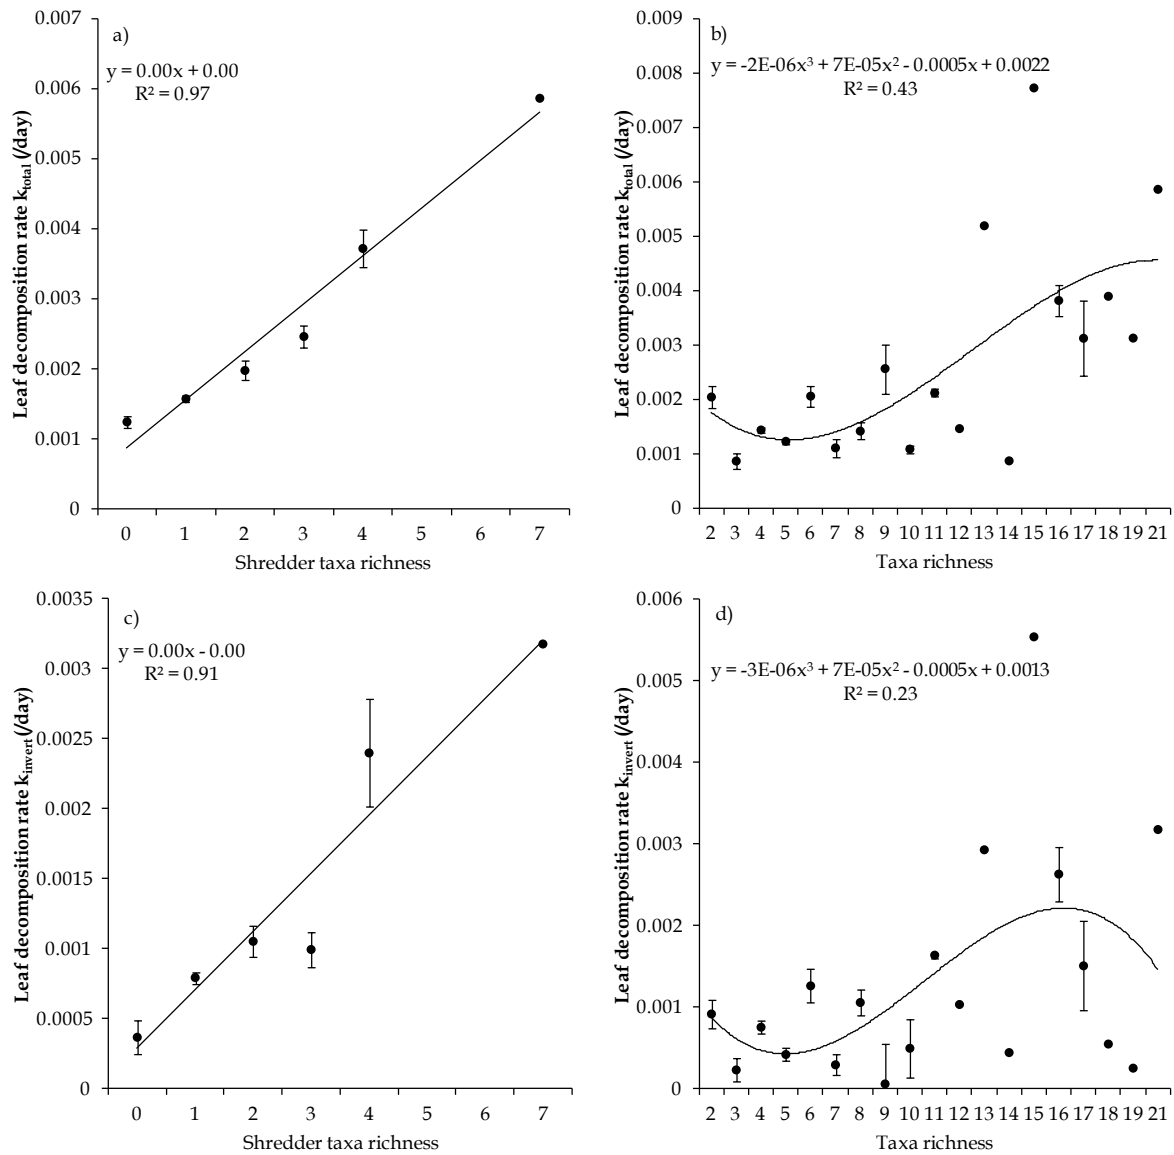 a)
y = 0.00x + 0.00
R² = 0.97
Leaf decomposition rate k_total (/day)
0.007
0.006
0.005
0.004
0.003
0.002
0.001
0
0 1 2 3 4 5 6 7
Shredder taxa richness
b)
y = -2E-06x³ + 7E-05x² - 0.0005x + 0.0022
R² = 0.43
Leaf decomposition rate k_total (/day)
0.009
0.008
0.007
0.006
0.005
0.004
0.003
0.002
0.001
0
2 3 4 5 6 7 8 9 10 11 12 13 14 15 16 17 18 19 21
Taxa richness
c)
y = 0.00x - 0.00
R² = 0.91
Leaf decomposition rate k_invert (/day)
0.0035
0.003
0.0025
0.002
0.0015
0.001
0.0005
0
0 1 2 3 4 5 6 7
Shredder taxa richness
d)
y = -3E-06x³ + 7E-05x² - 0.0005x + 0.0013
R² = 0.23
Leaf decomposition rate k_invert (/day)
0.006
0.005
0.004
0.003
0.002
0.001
0
2 3 4 5 6 7 8 9 10 11 12 13 14 15 16 17 18 19 21
Taxa richness